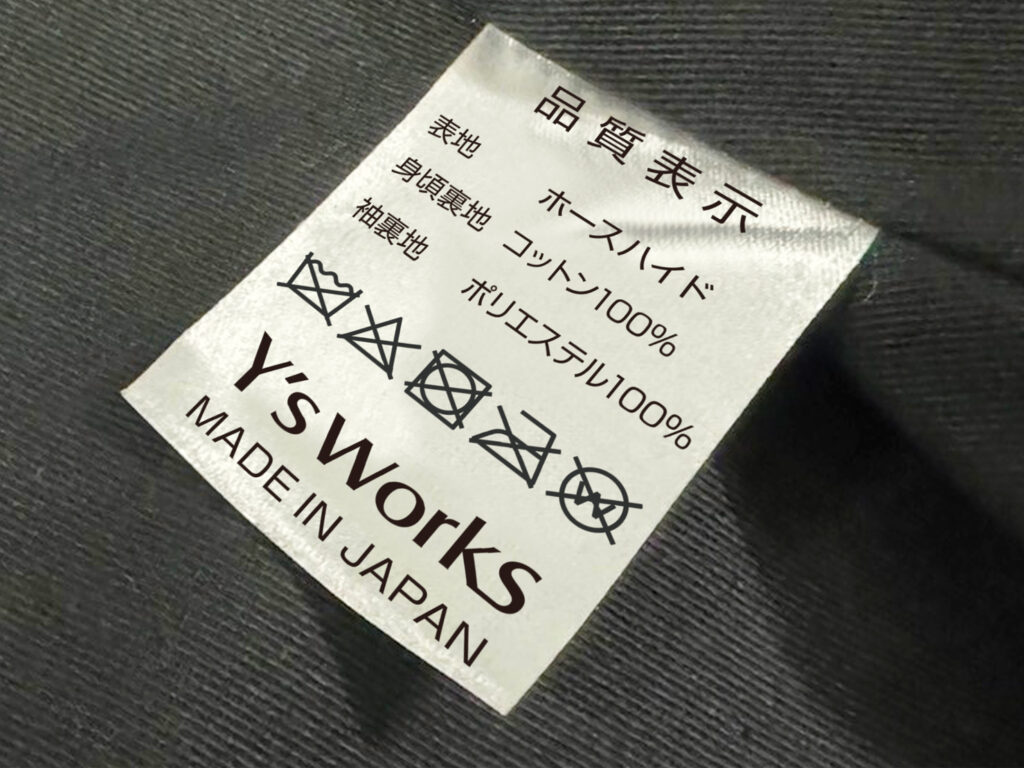 品質表示
表地 ホースハイド
身頃裏地 コットン100%
袖裏地 ポリエステル100%
W
Y's Works
MADE IN JAPAN